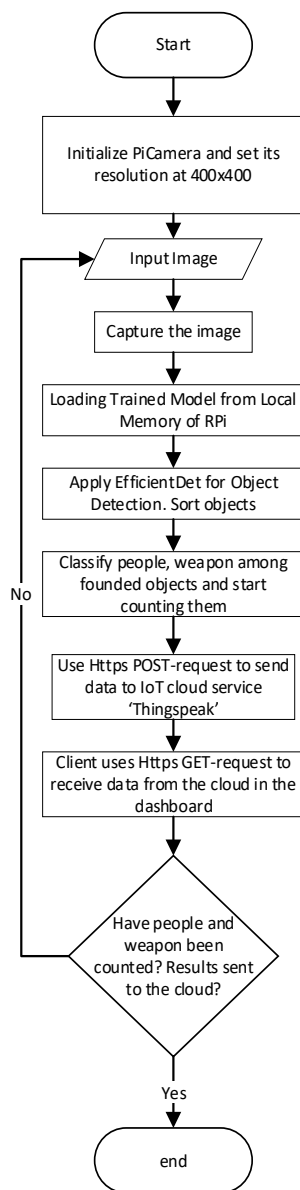 Start
Initialize PiCamera and set its
resolution at 400x400
Input Image
Capture the image
Loading Trained Model from Local
Memory of RPi
Apply EfficientDet for Object
Detection. Sort objects
Classify people, weapon among
founded objects and start
counting them
No
Use Https POST-request to send
data to IoT cloud service
‘Thingspeak’
Client uses Https GET-request to
receive data from the cloud in the
dashboard
Have people and
weapon been
counted? Results sent
to the cloud?
Yes
end